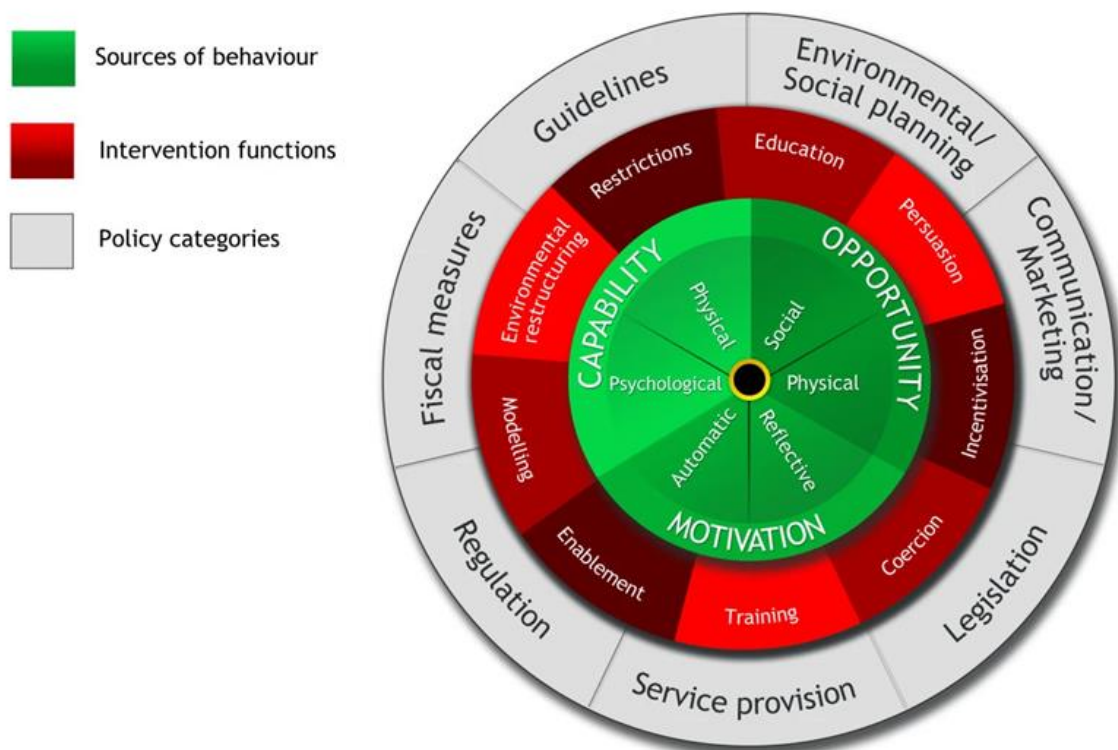 Sources of behaviour
Intervention functions
Policy categories
Environmental/
Social planning
Communication/
Marketing
Legislation
Service provision
Regulation
Fiscal measures
Guidelines
Education
Persuasion
Incentivisation
Coercion
Training
Enablement
Modelling
Environmental
restructuring
Restrictions
CAPABILITY
OPPORTUNITY
MOTIVATION
Physical
Social
Psychological
Physical
Automatic
Reflective